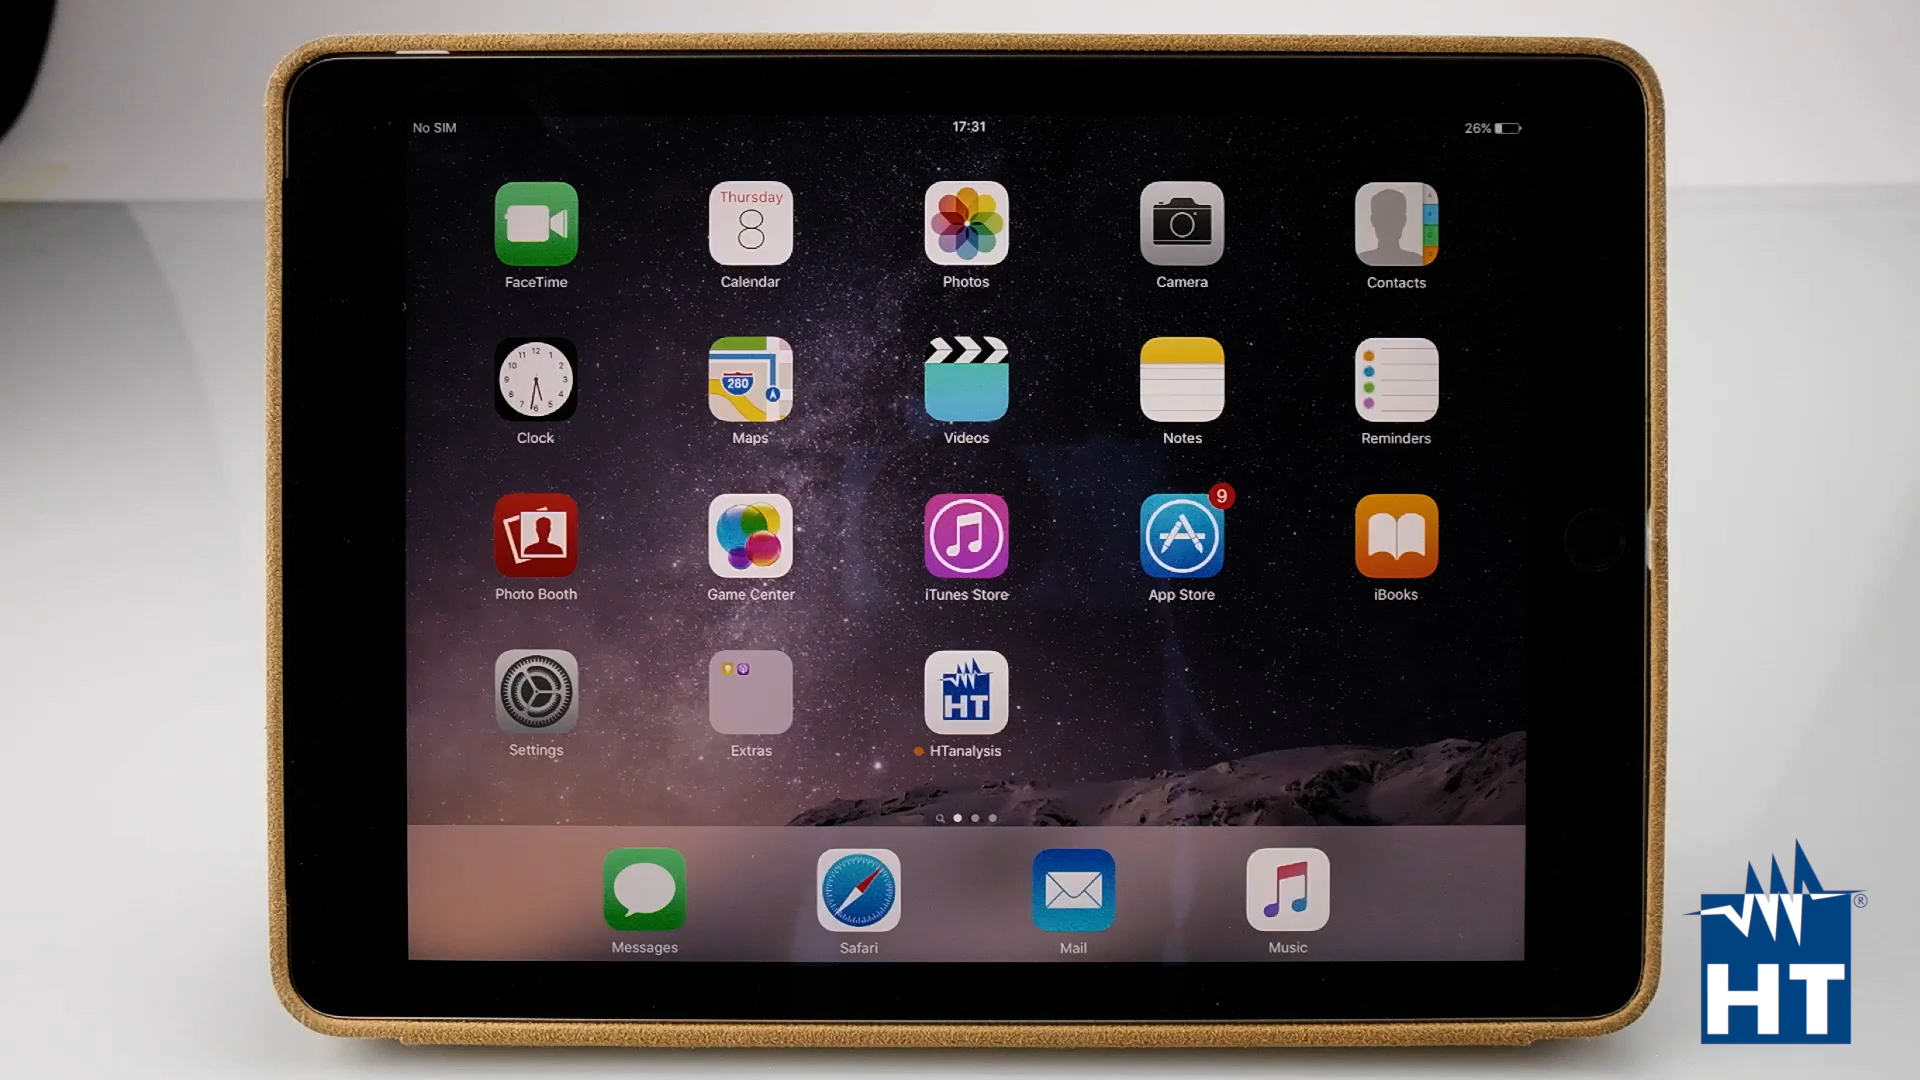 No SIM 17:31 26%
Thursday
8
FaceTime Calendar Photos Camera Contacts
280
Clock Maps Videos Notes Reminders
9
Photo Booth Game Center iTunes Store App Store iBooks
HT
Settings Extras HTanalysis
Messages Safari Mail Music
HT®